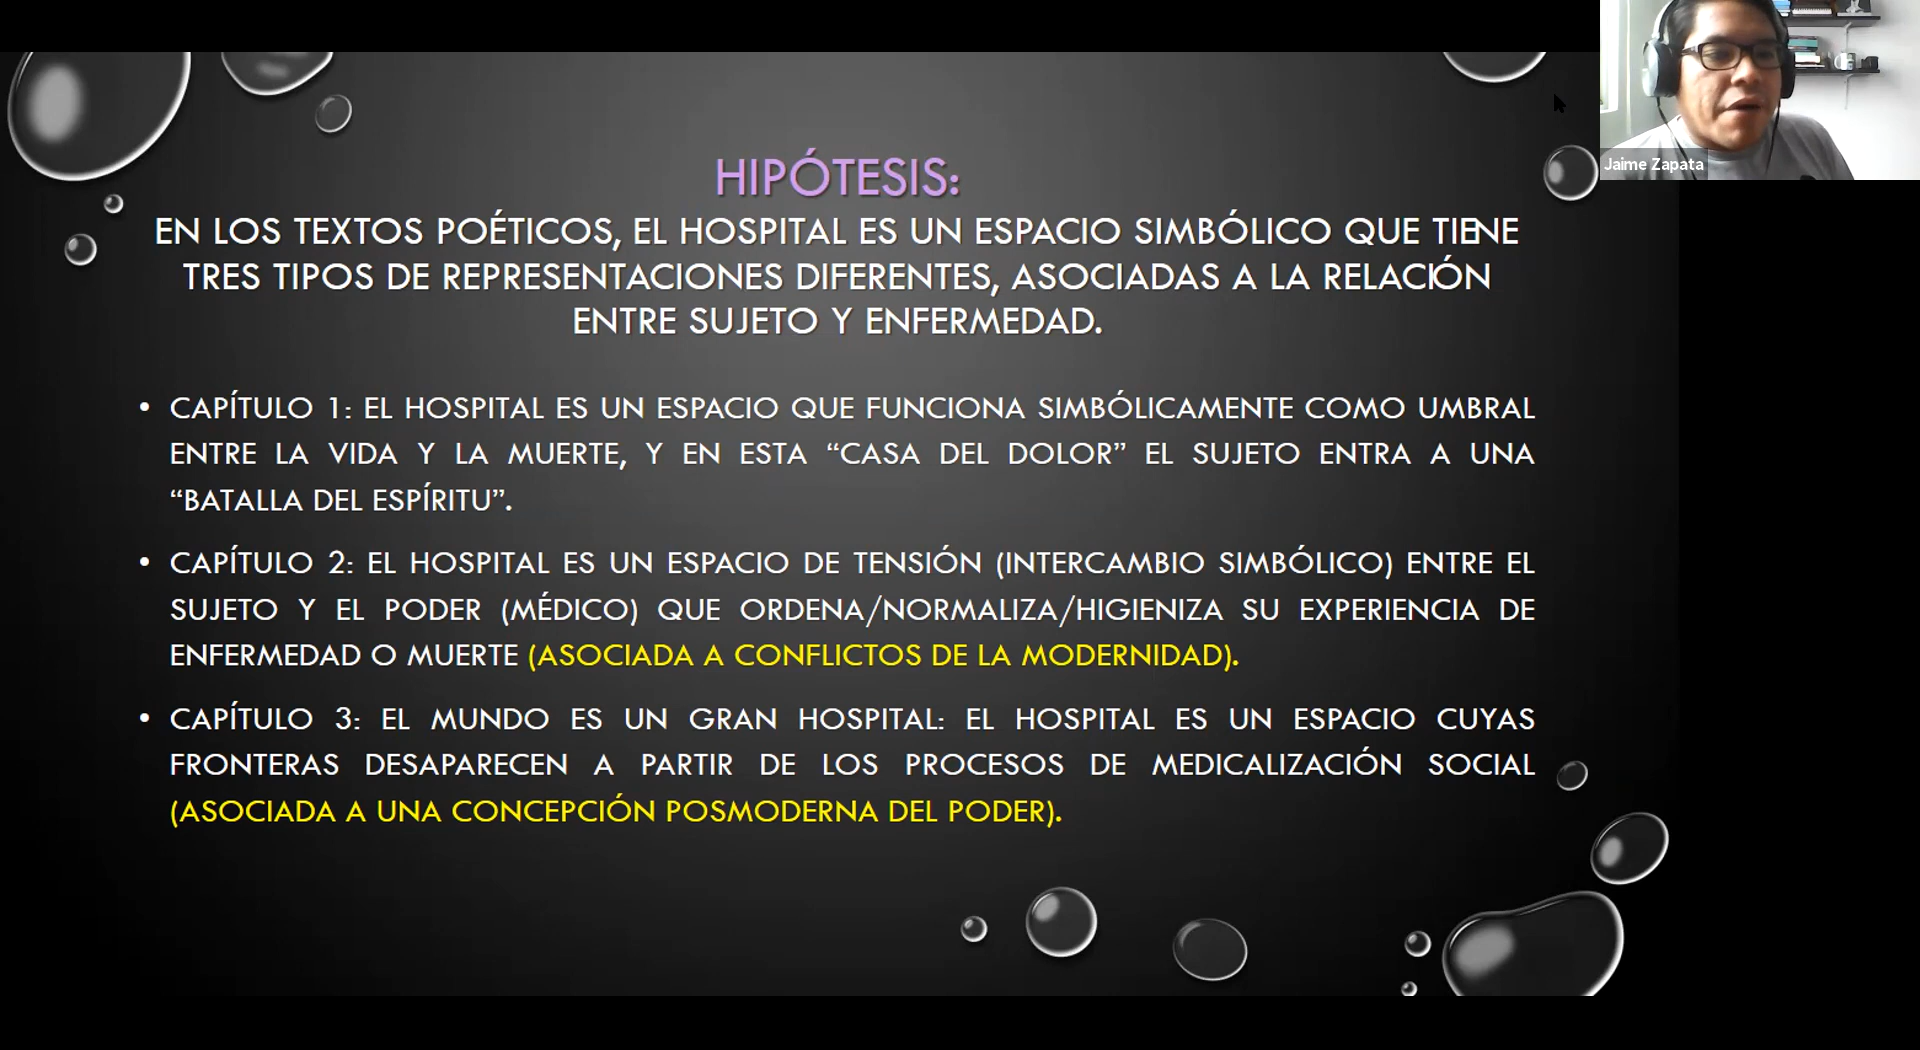 HIPÓTESIS:
EN LOS TEXTOS POÉTICOS, EL HOSPITAL ES UN ESPACIO SIMBÓLICO QUE TIENE
TRES TIPOS DE REPRESENTACIONES DIFERENTES, ASOCIADAS A LA RELACIÓN
ENTRE SUJETO Y ENFERMEDAD.
• CAPÍTULO 1: EL HOSPITAL ES UN ESPACIO QUE FUNCIONA SIMBÓLICAMENTE COMO UMBRAL
ENTRE LA VIDA Y LA MUERTE, Y EN ESTA “CASA DEL DOLOR” EL SUJETO ENTRA A UNA
“BATALLA DEL ESPÍRITU”.
• CAPÍTULO 2: EL HOSPITAL ES UN ESPACIO DE TENSIÓN (INTERCAMBIO SIMBÓLICO) ENTRE EL
SUJETO Y EL PODER (MÉDICO) QUE ORDENA/NORMALIZA/HIGIENIZA SU EXPERIENCIA DE
ENFERMEDAD O MUERTE (ASOCIADA A CONFLICTOS DE LA MODERNIDAD).
• CAPÍTULO 3: EL MUNDO ES UN GRAN HOSPITAL: EL HOSPITAL ES UN ESPACIO CUYAS
FRONTERAS DESAPARECEN A PARTIR DE LOS PROCESOS DE MEDICALIZACIÓN SOCIAL
(ASOCIADA A UNA CONCEPCIÓN POSMODERNA DEL PODER).
Jaime Zapata